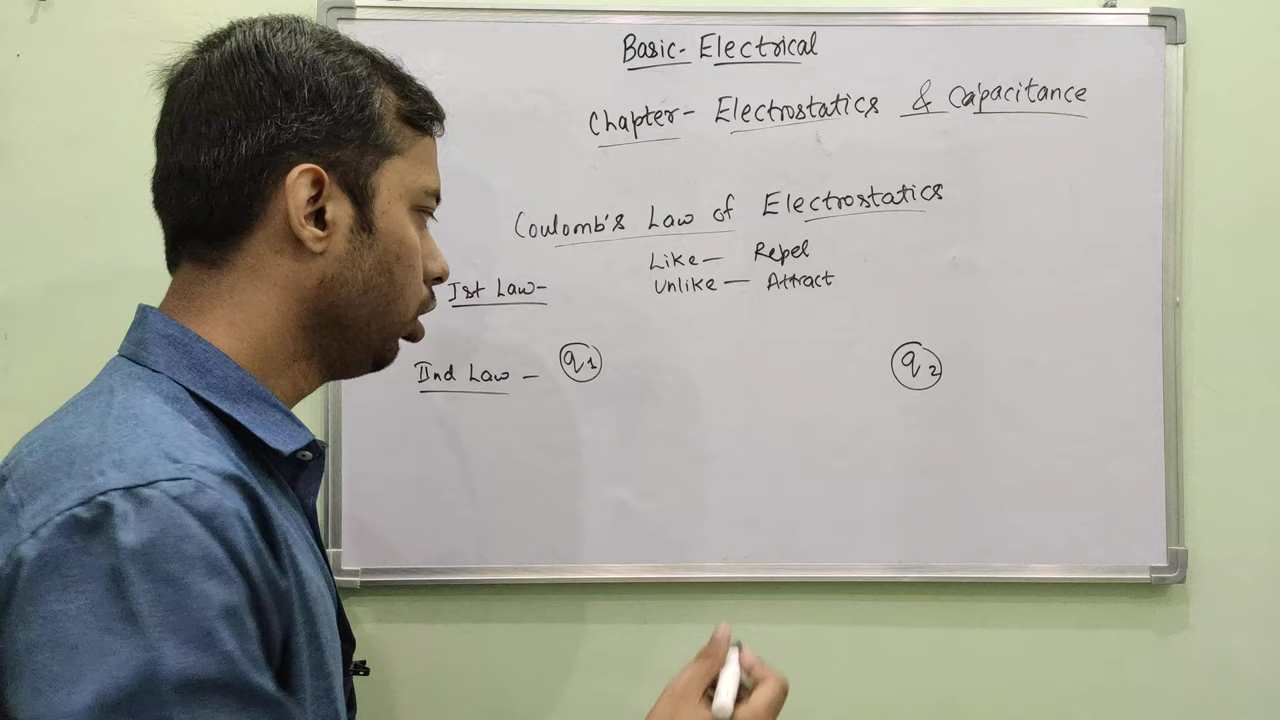 Basic- Electrical
Chapter- Electrostatics & Capacitance
Coulomb's Law of Electrostatics
Like— Repel
Unlike— Attract
Ist Law-
IInd Law - q1 q2